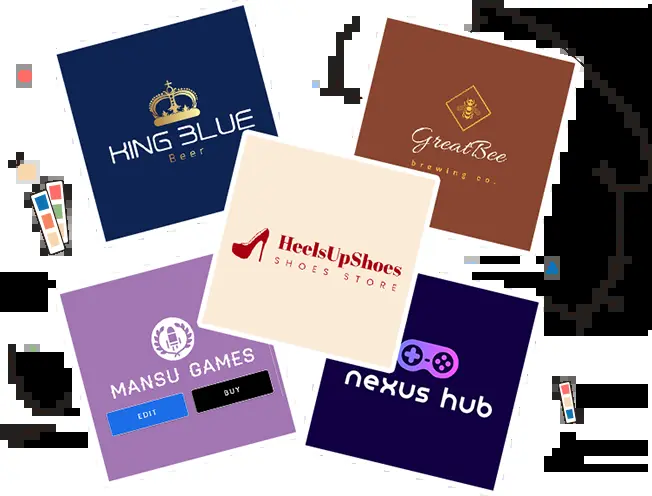 KING BLUE
Beer
GreatBee
brewing co.
HeelsUpShoes
SHOES STORE
MANSU GAMES
EDIT
BUY
nexus hub